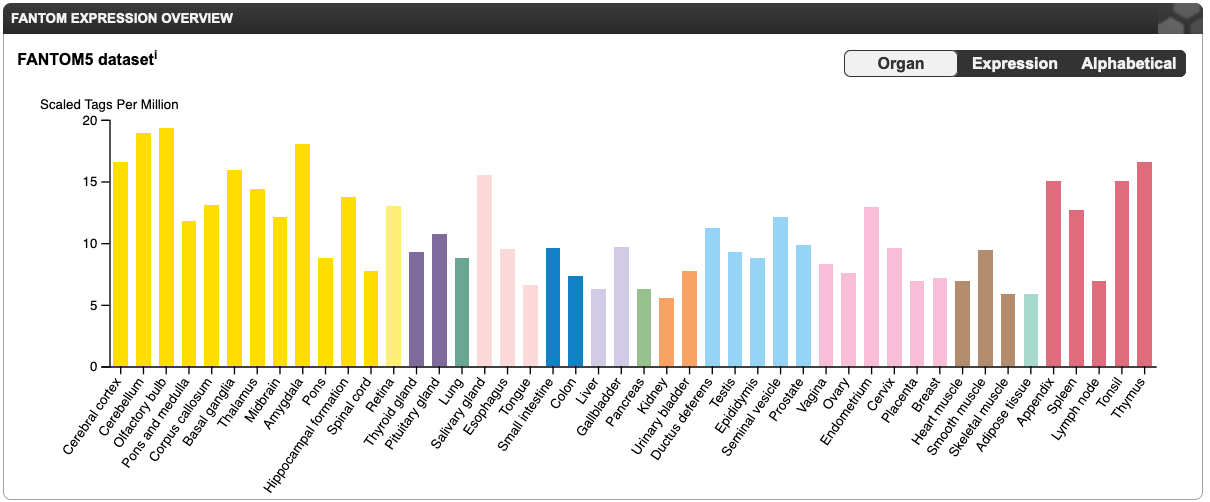 FANTOM EXPRESSION OVERVIEW
FANTOM5 dataseti
Organ Expression Alphabetical
Scaled Tags Per Million
20
15
10
5
0
Cerebral cortex
Cerebellum
Olfactory bulb
Pons and medulla
Corpus callosum
Basal ganglia
Thalamus
Midbrain
Amygdala
Pons
Hippocampal formation
Spinal cord
Retina
Thyroid gland
Pituitary gland
Lung
Salivary gland
Esophagus
Tongue
Small intestine
Colon
Liver
Gallbladder
Pancreas
Kidney
Urinary bladder
Ductus deferens
Testis
Epididymis
Seminal vesicle
Prostate
Vagina
Ovary
Endometrium
Cervix
Placenta
Breast
Heart muscle
Smooth muscle
Skeletal muscle
Adipose tissue
Appendix
Spleen
Lymph node
Tonsil
Thymus